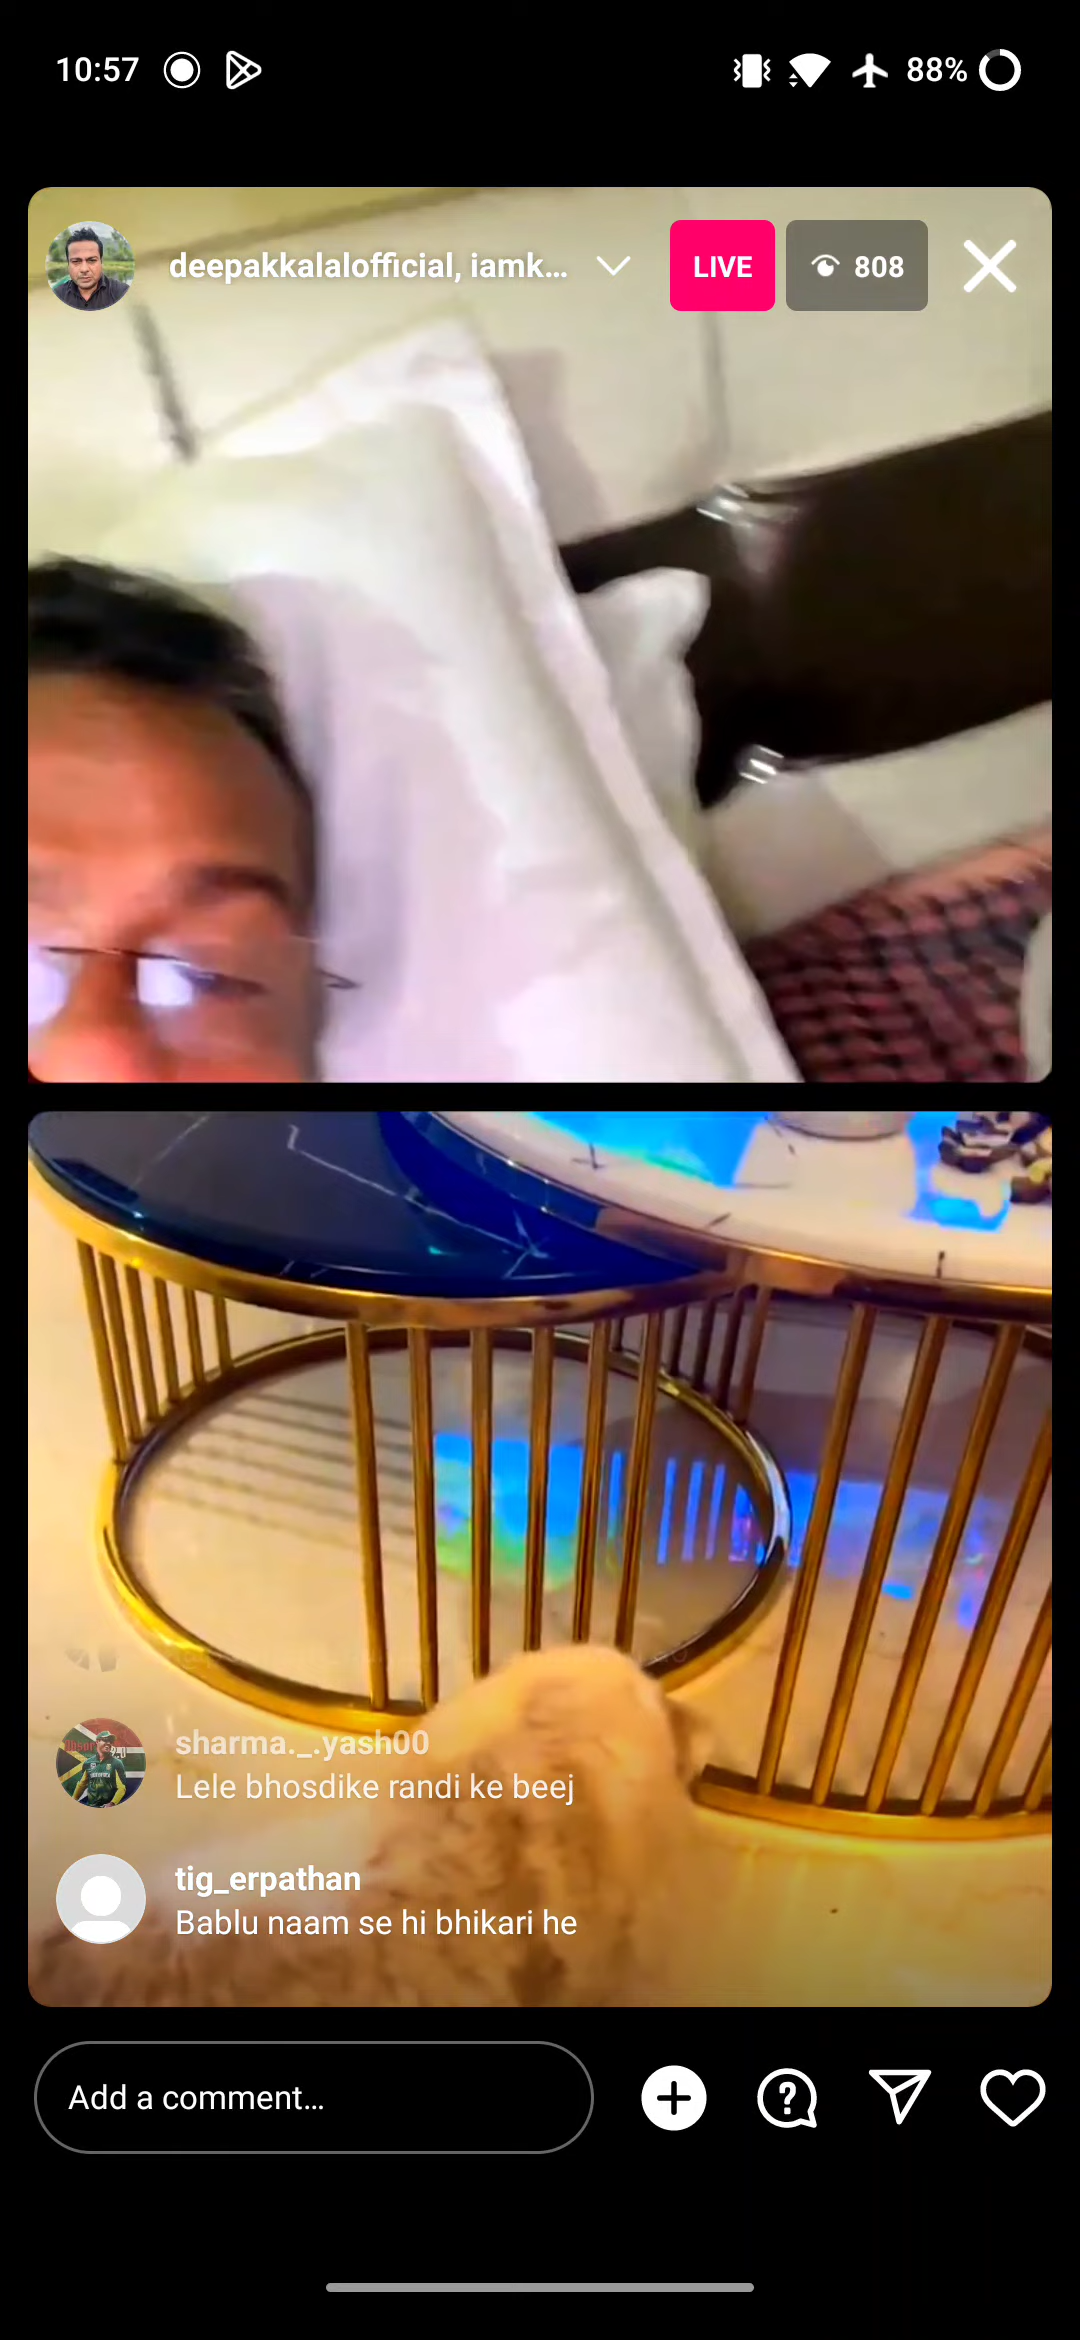 10:57
88%
deepakkalalofficial, iamk...
LIVE
808
sharma._.yash00
Lele bhosdike randi ke beej
tig_erpathan
Bablu naam se hi bhikari he
Add a comment...